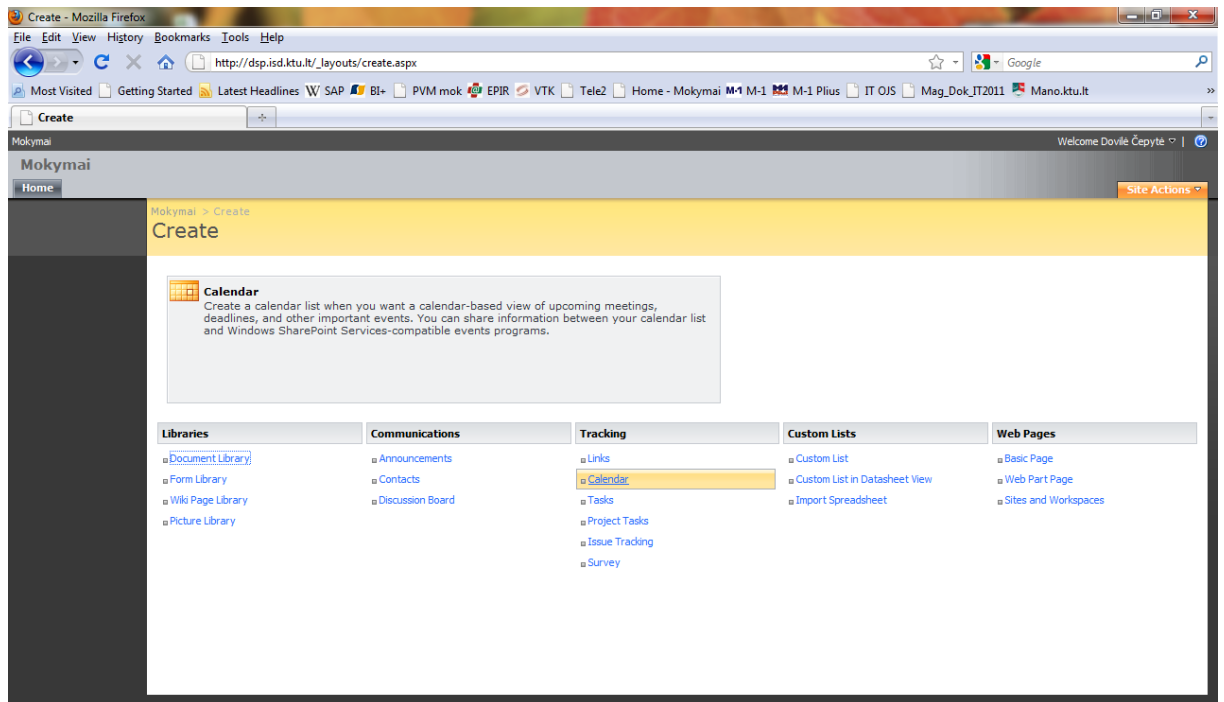 Create - Mozilla Firefox
File Edit View History Bookmarks Tools Help
http://dsp.isd.ktu.lt/_layouts/create.aspx
Google
Most Visited Getting Started Latest Headlines W SAP BI+ PVM mok EPIR VTK Tele2 Home - Mokymai M-1 M-1 M-1 Plius IT OJS Mag_Dok_IT2011 Mano.ktu.lt »
Create
Mokymai Welcome Dovilė Čepytė |
Mokymai
Home Site Actions
Mokymai > Create
Create
Calendar
Create a calendar list when you want a calendar-based view of upcoming meetings,
deadlines, and other important events. You can share information between your calendar list
and Windows SharePoint Services-compatible events programs.
Libraries Communications Tracking Custom Lists Web Pages
Document Library Announcements Links Custom List Basic Page
Form Library Contacts Calendar Custom List in Datasheet View Web Part Page
Wiki Page Library Discussion Board Tasks Import Spreadsheet Sites and Workspaces
Picture Library Project Tasks
Issue Tracking
Survey